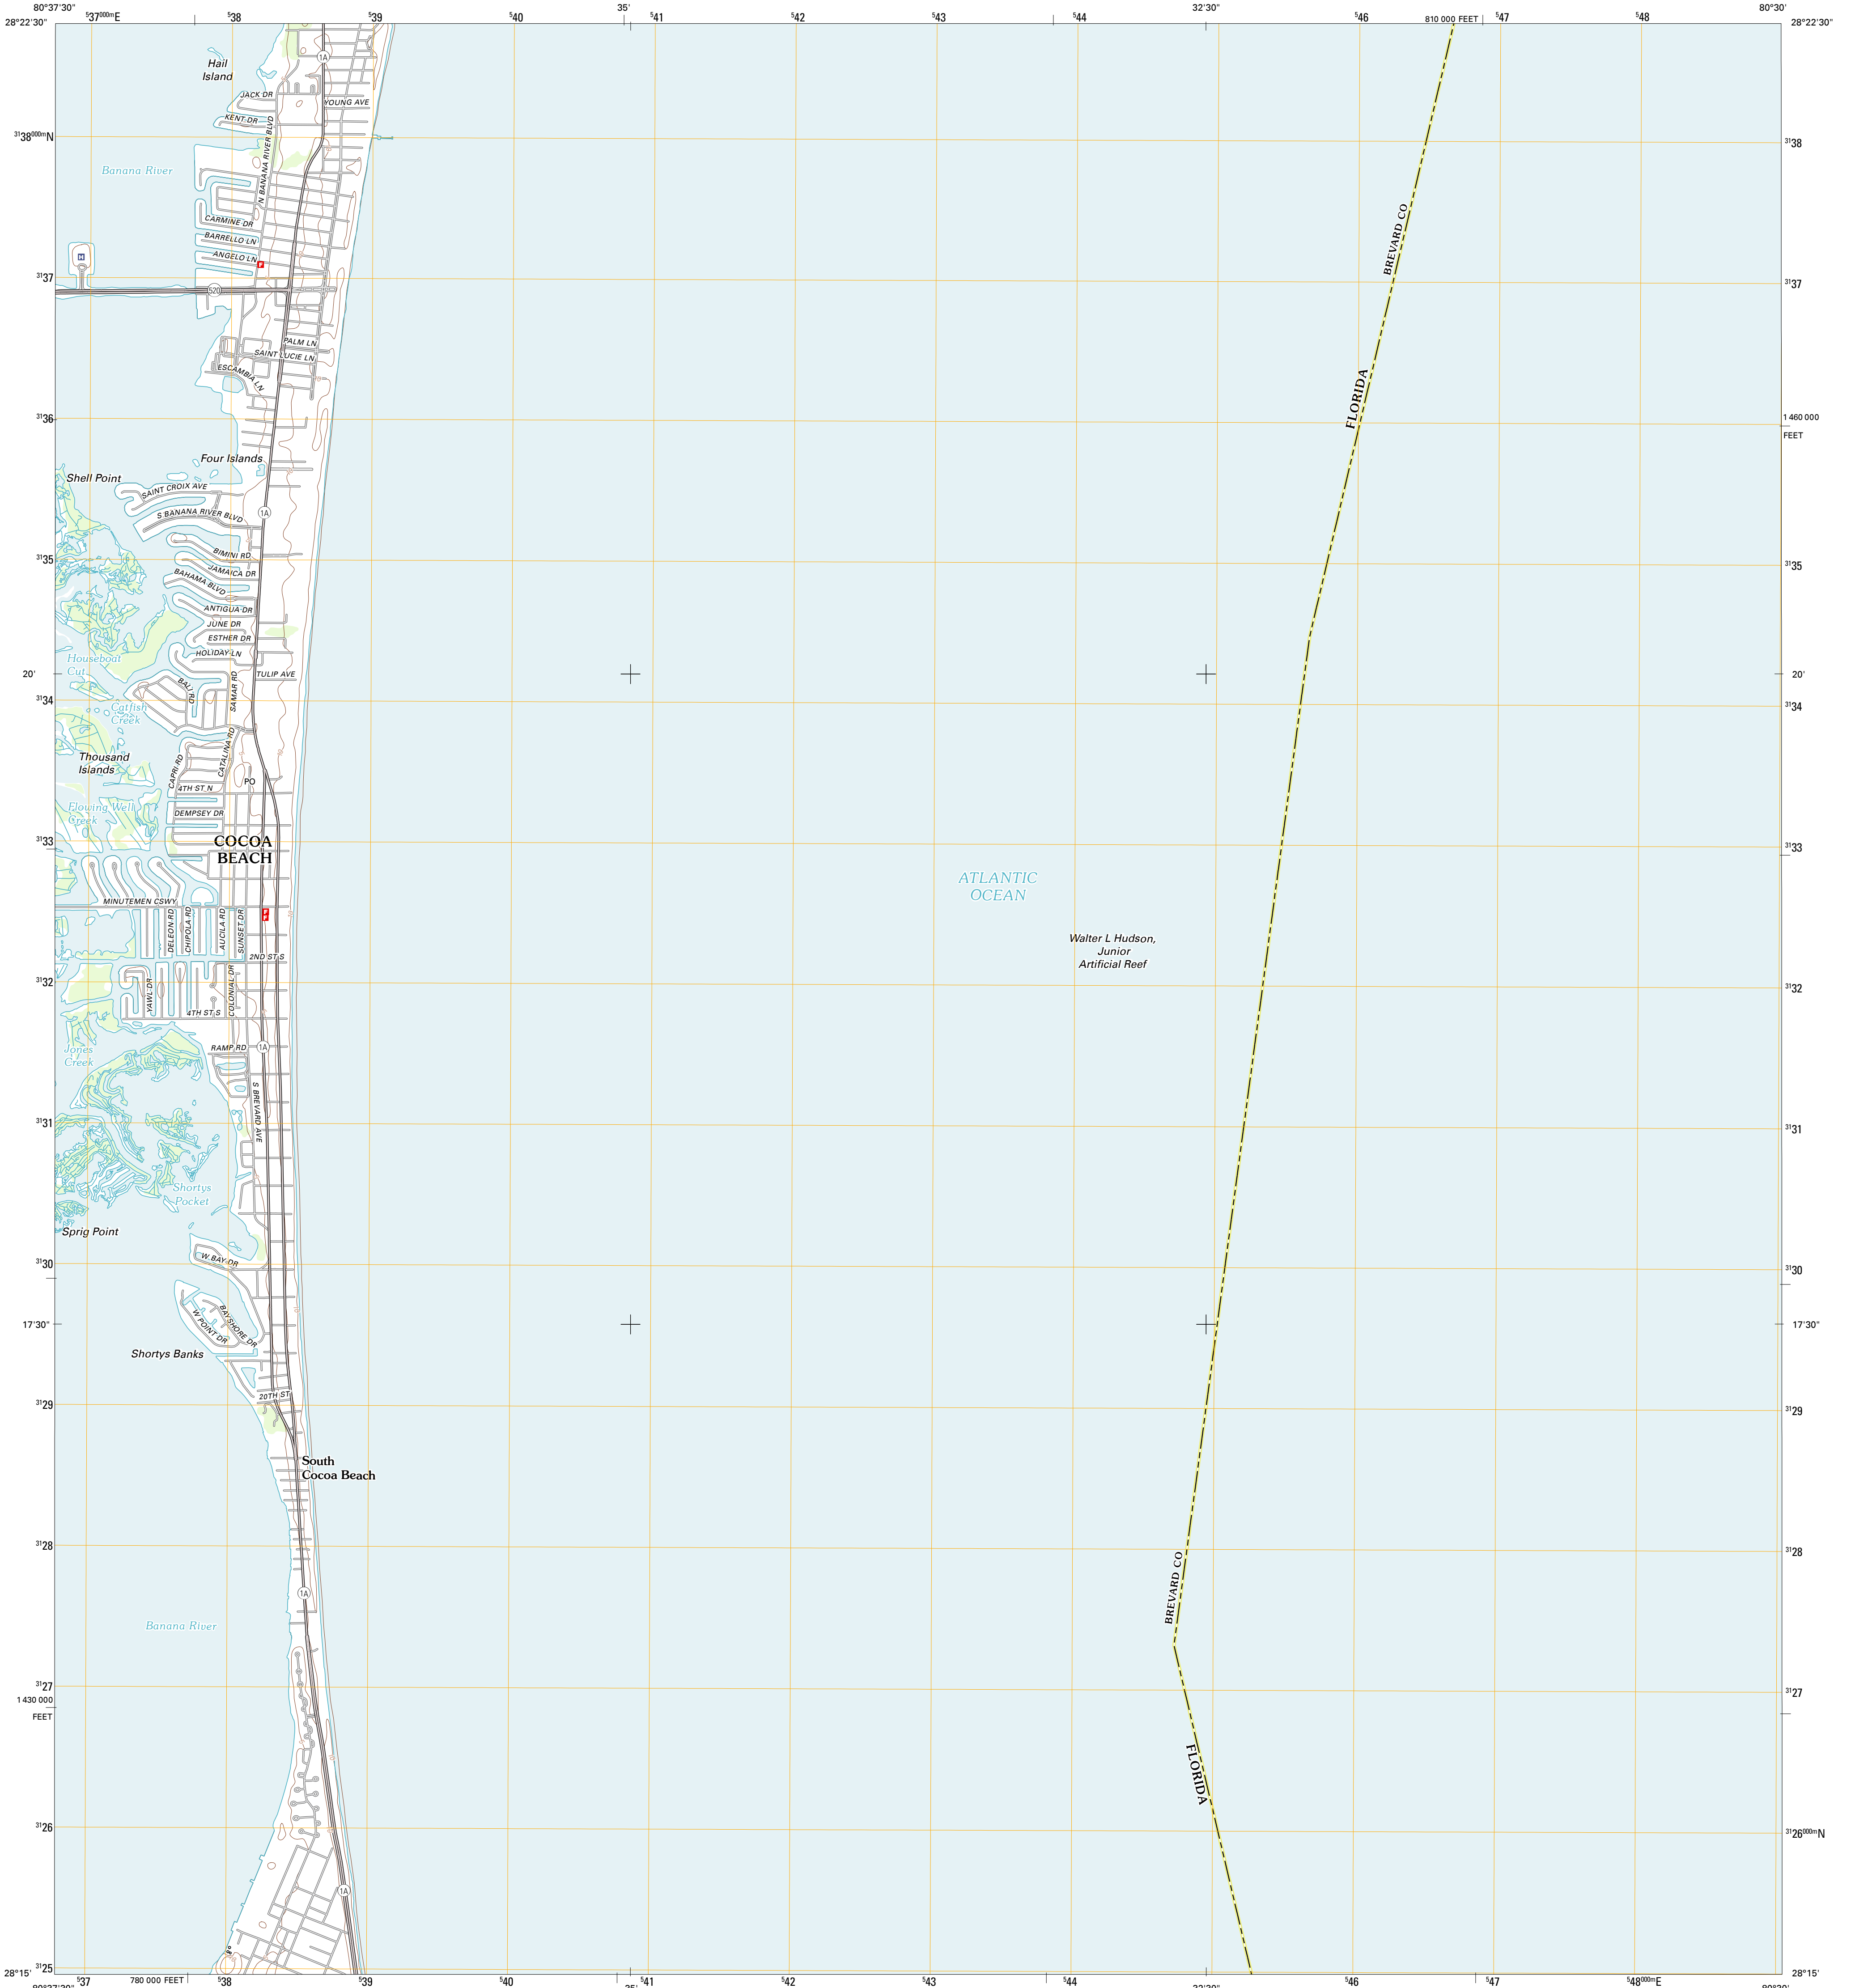 80°37'30"
⁵37⁰⁰⁰ᵐE
⁵38
⁵39
⁵40
35'
⁵41
⁵42
⁵43
⁵44
32'30"
⁵46
810 000 FEET
⁵47
⁵48
80°30'
28°22'30"
28°22'30"
Hail
Island
1A
JACK DR
YOUNG AVE
KENT DR
N BANANA RIVER BLVD
³¹38⁰⁰⁰ᵐN
³¹38
Banana River
CARMINE DR
BARRELLO LN
ANGELO LN
H
F
BREVARD CO
³¹37
³¹37
520
PALM LN
SAINT LUCIE LN
ESCAMBIA LN
FLORIDA
³¹36
1 460 000
FEET
Four Islands
Shell Point
SAINT CROIX AVE
S BANANA RIVER BLVD
1A
BIMINI RD
³¹35
³¹35
JAMAICA DR
BAHAMA BLVD
ANTIGUA DR
JUNE DR
ESTHER DR
HOLIDAY LN
Houseboat
Cut
TULIP AVE
20'
20'
BALI RD
SAMAR RD
³¹34
³¹34
Catfish
Creek
CATALINA RD
Thousand
Islands
CAPRI RD
PO
4TH ST N
Flowing Well
Creek
DEMPSEY DR
³¹33
³¹33
COCOA
BEACH
ATLANTIC
OCEAN
MINUTEMEN CSWY
DELEON RD
CHIPOLA RD
AUCILA RD
SUNSET DR
Walter L Hudson,
Junior
Artificial Reef
2ND ST S
³¹32
³¹32
YAWL DR
COLONIAL DR
4TH ST S
Jones
Creek
RAMP RD
1A
S BREVARD AVE
³¹31
³¹31
Shortys
Pocket
Sprig Point
W BAY DR
³¹30
³¹30
BAYSHORE DR
W POINT DR
17'30"
17'30"
Shortys Banks
20TH ST
³¹29
³¹29
South
Cocoa Beach
³¹28
³¹28
BREVARD CO
1A
Banana River
³¹27
³¹27
1 430 000
FEET
FLORIDA
³¹26
³¹26⁰⁰⁰ᵐN
1A
³¹25
28°15'
28°15'
⁵37
780 000 FEET
⁵38
⁵39
⁵40
⁵41
⁵42
⁵43
⁵44
⁵46
⁵47
⁵48⁰⁰⁰ᵐE